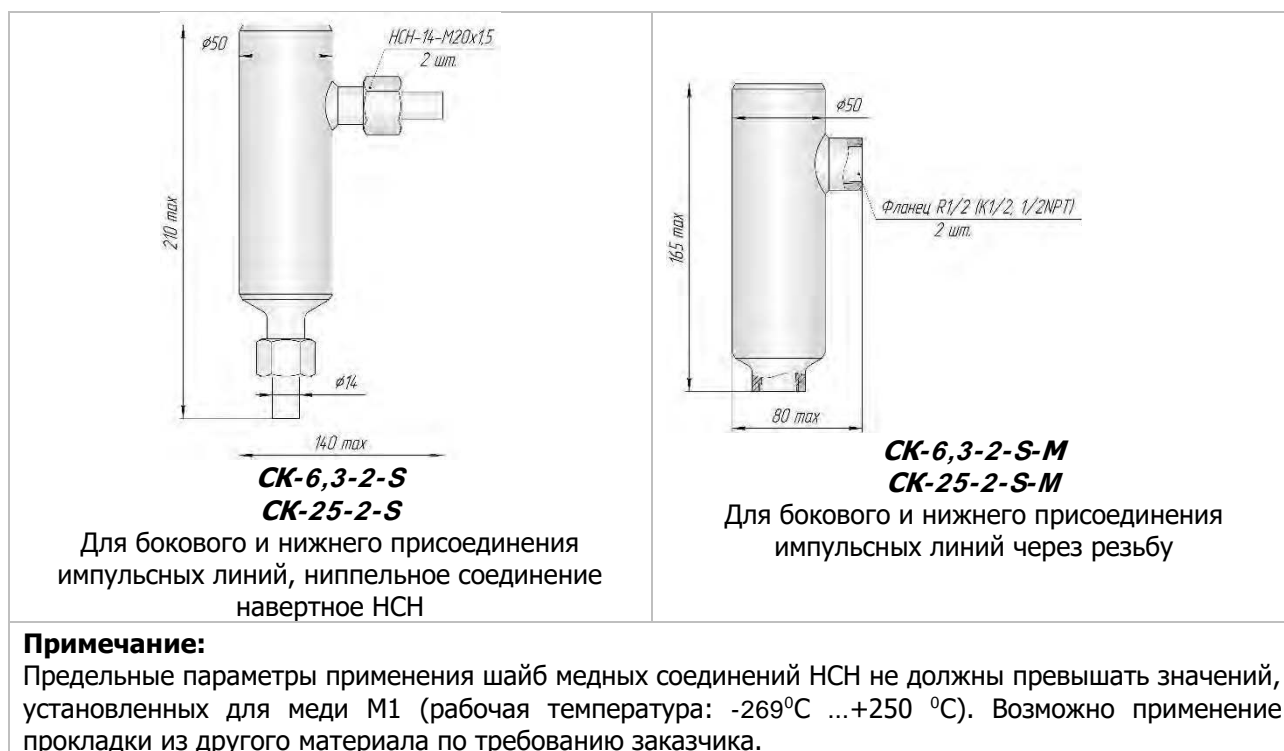 ⌀50
НСН-14-М20х1,5
2 шт.
210 max
⌀14
140 max
СК-6,3-2-S
СК-25-2-S
Для бокового и нижнего присоединения
импульсных линий, ниппельное соединение
навертное НСН
⌀50
Фланец R1/2 (К1/2, 1/2NPT)
2 шт.
165 max
80 max
СК-6,3-2-S-M
СК-25-2-S-M
Для бокового и нижнего присоединения
импульсных линий через резьбу
Примечание:
Предельные параметры применения шайб медных соединений НСН не должны превышать значений,
установленных для меди М1 (рабочая температура: -269⁰С …+250 ⁰С). Возможно применение
прокладки из другого материала по требованию заказчика.